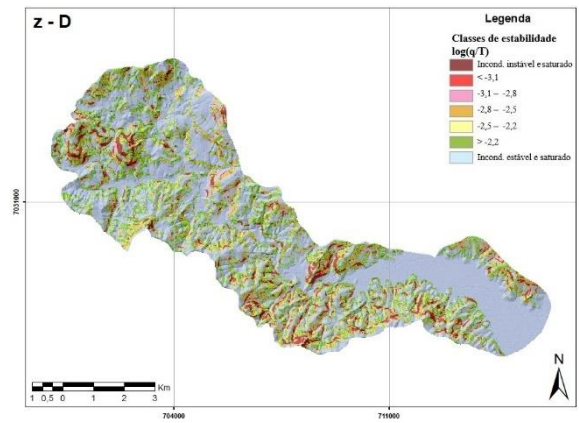 z - D
Legenda
Classes de estabilidade
log(q/T)
Incond. instável e saturado
< -3,1
-3,1 – -2,8
-2,8 – -2,5
-2,5 – -2,2
> -2,2
Incond. estável e saturado
7031000
N
Km
1 0,5 0 1 2 3
704000 711000